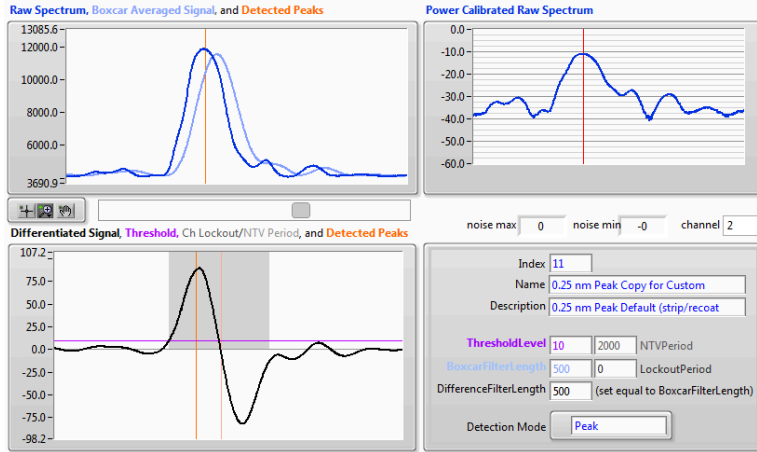 Raw Spectrum, Boxcar Averaged Signal, and Detected Peaks
13085.6
12000.0
10000.0
8000.0
6000.0
3690.9
Power Calibrated Raw Spectrum
0.0
-10.0
-20.0
-30.0
-40.0
-50.0
-60.0
noise max 0 noise min -0 channel 2
Differentiated Signal, Threshold, Ch Lockout/NTV Period, and Detected Peaks
107.2
75.0
50.0
25.0
0.0
-25.0
-50.0
-75.0
-98.2
Index 11
Name 0.25 nm Peak Copy for Custom
Description 0.25 nm Peak Default (strip/recoat
ThresholdLevel 10 2000 NTVPeriod
BoxcarFilterLength 500 0 LockoutPeriod
DifferenceFilterLength 500 (set equal to BoxcarFilterLength)
Detection Mode Peak